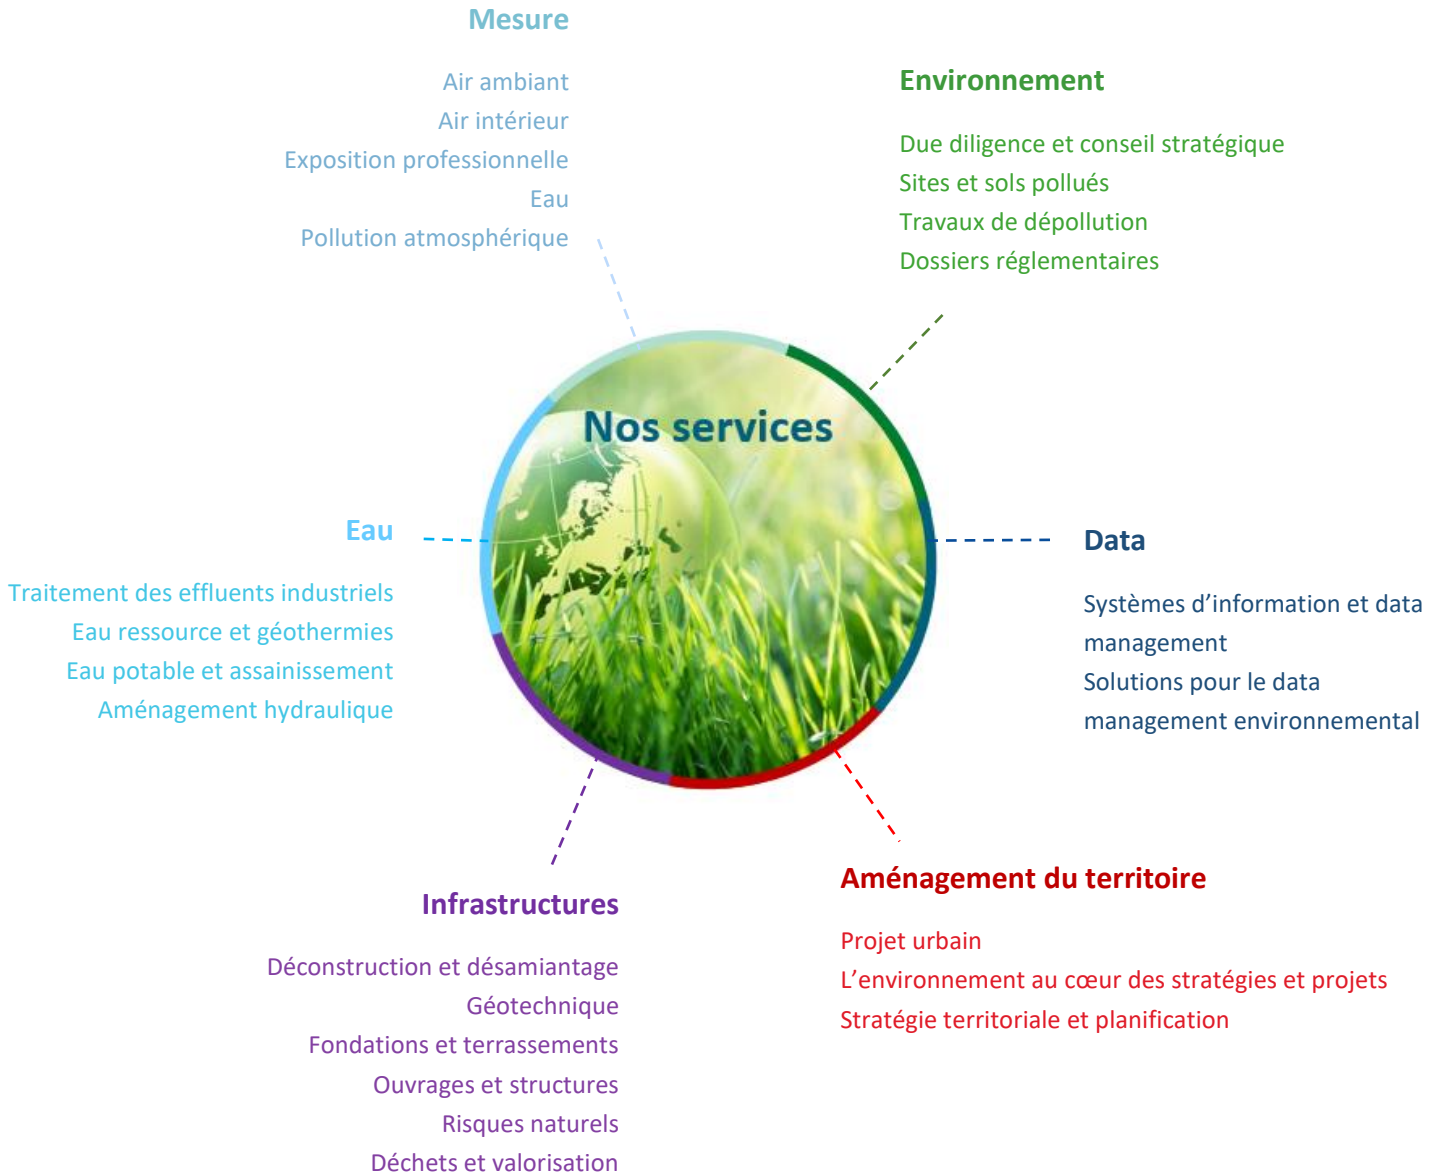 Mesure
Air ambiant
Air intérieur
Exposition professionnelle
Eau
Pollution atmosphérique
Environnement
Due diligence et conseil stratégique
Sites et sols pollués
Travaux de dépollution
Dossiers réglementaires
Nos services
Eau
Traitement des effluents industriels
Eau ressource et géothermies
Eau potable et assainissement
Aménagement hydraulique
Data
Systèmes d’information et data
management
Solutions pour le data
management environnemental
Infrastructures
Déconstruction et désamiantage
Géotechnique
Fondations et terrassements
Ouvrages et structures
Risques naturels
Déchets et valorisation
Aménagement du territoire
Projet urbain
L’environnement au cœur des stratégies et projets
Stratégie territoriale et planification